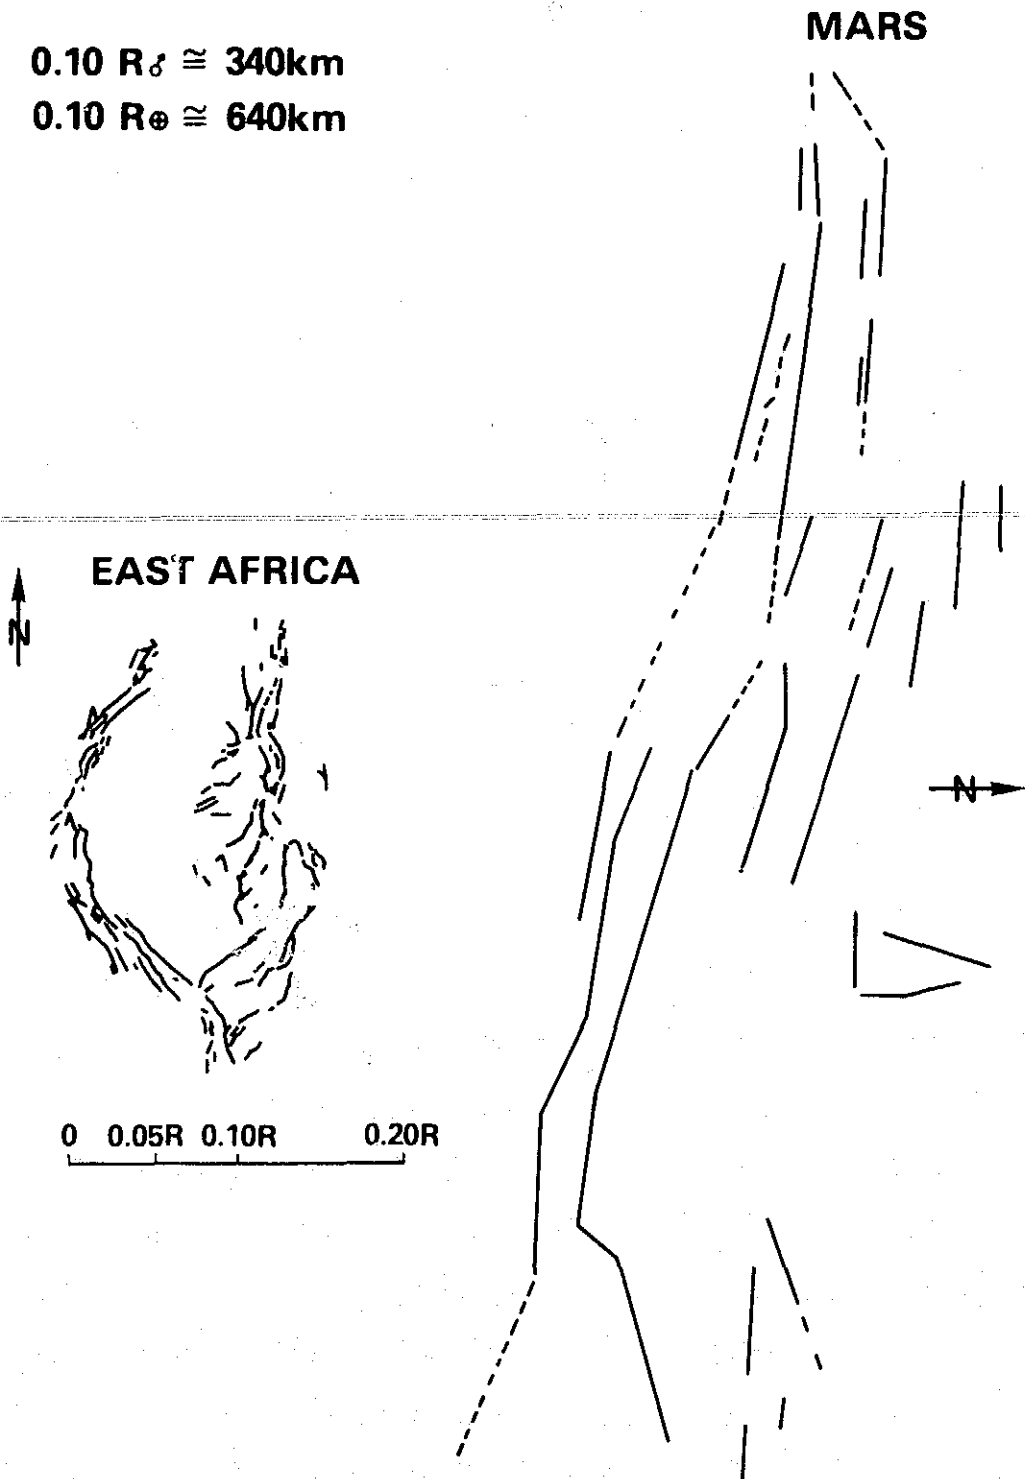 MARS
0.10 R♂ ≅ 340km
0.10 R⊕ ≅ 640km
EAST AFRICA
N
N
0 0.05R 0.10R 0.20R